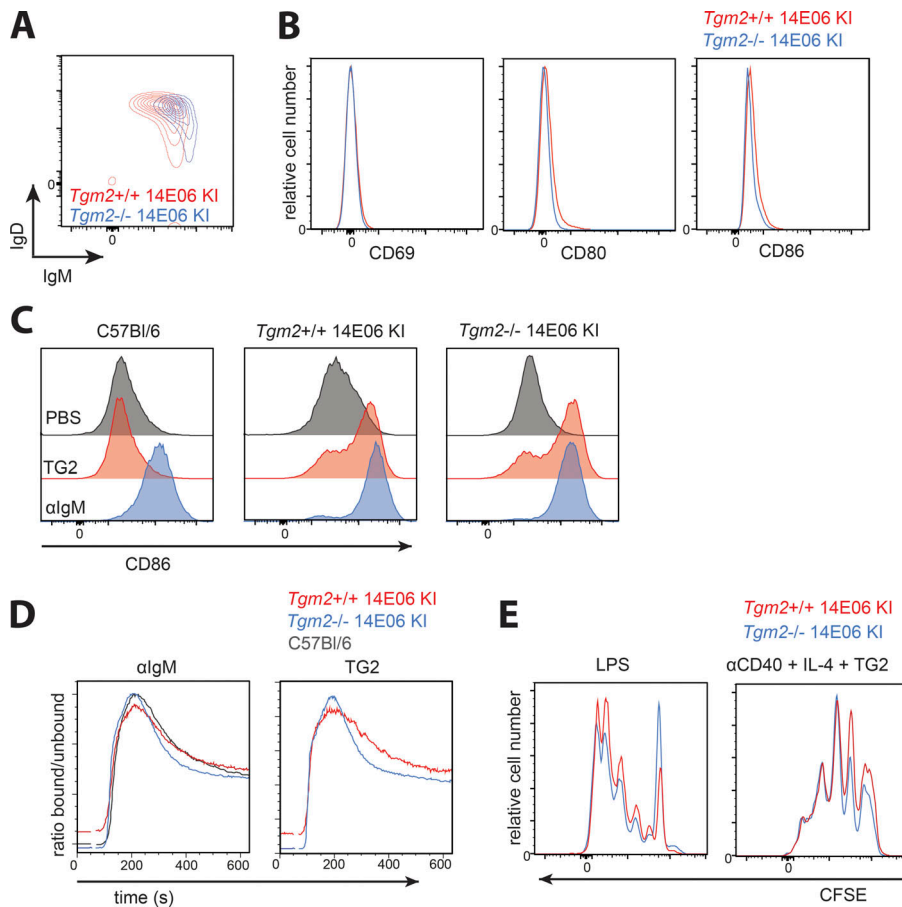 A
IgD
0
Tgm2+/+ 14E06 KI
Tgm2-/- 14E06 KI
0
IgM
B
Tgm2+/+ 14E06 KI
Tgm2-/- 14E06 KI
relative cell number
0
0
0
CD69
CD80
CD86
C
C57Bl/6
Tgm2+/+ 14E06 KI
Tgm2-/- 14E06 KI
PBS
TG2
αIgM
0
0
0
CD86
D
Tgm2+/+ 14E06 KI
Tgm2-/- 14E06 KI
C57Bl/6
αIgM
TG2
ratio bound/unbound
0 200 400 600
0 200 400 600
time (s)
E
Tgm2+/+ 14E06 KI
Tgm2-/- 14E06 KI
LPS
αCD40 + IL-4 + TG2
relative cell number
0
0
CFSE